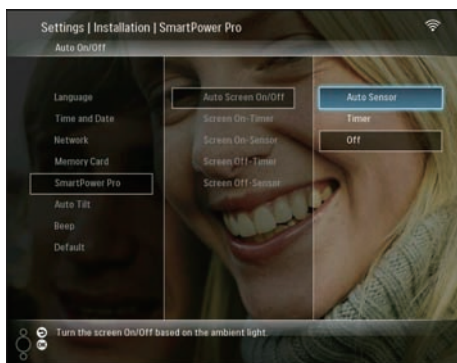 Settings | Installation | SmartPower Pro
Auto On/Off
Language
Time and Date
Network
Memory Card
SmartPower Pro
Auto Tilt
Beep
Default
Auto Screen On/Off
Screen On-Timer
Screen On-Sensor
Screen Off-Timer
Screen Off-Sensor
Auto Sensor
Timer
Off
OK
Turn the screen On/Off based on the ambient light.